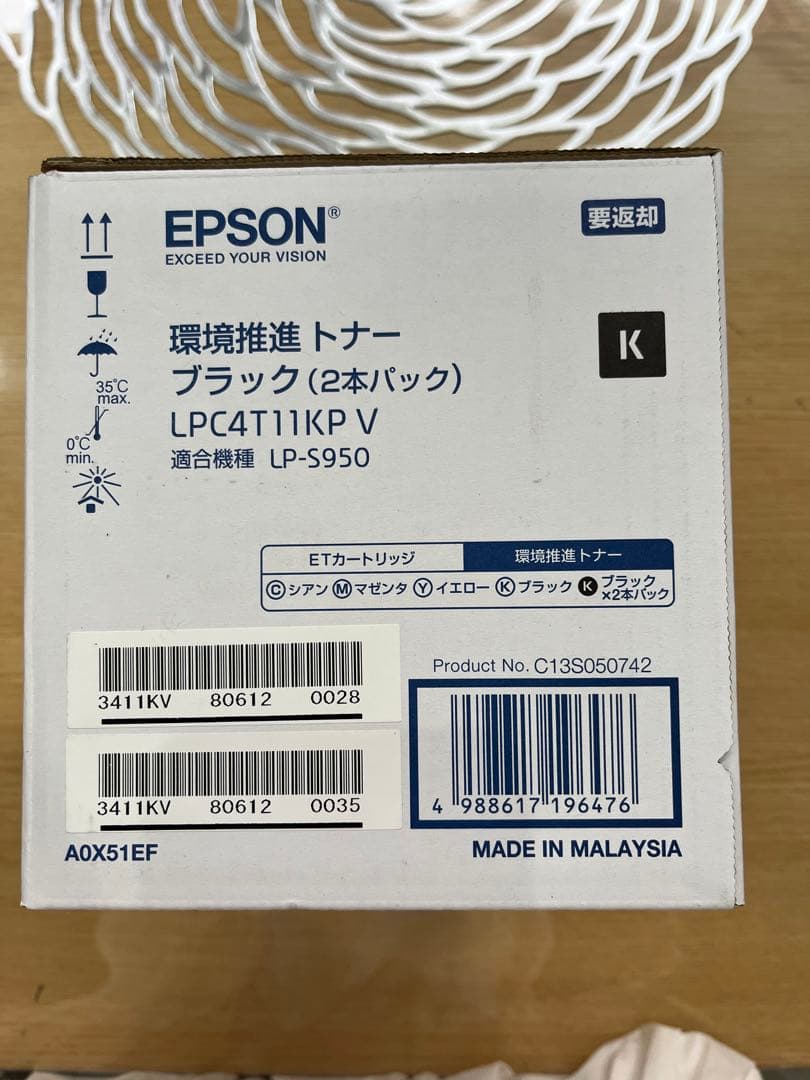 EPSON®
EXCEED YOUR VISION
要返却
環境推進 トナー
ブラック(2本パック)
K
LPC4T11KP V
適合機種 LP-S950
35℃
max.
0℃
min.
ETカートリッジ 環境推進トナー
Ⓒシアン Ⓜマゼンタ Ⓨイエロー Ⓚブラック Ⓚブラック×2本パック
Product No. C13S050742
3411KV 80612 0028
3411KV 80612 0035
4 988617 196476
A0X51EF
MADE IN MALAYSIA